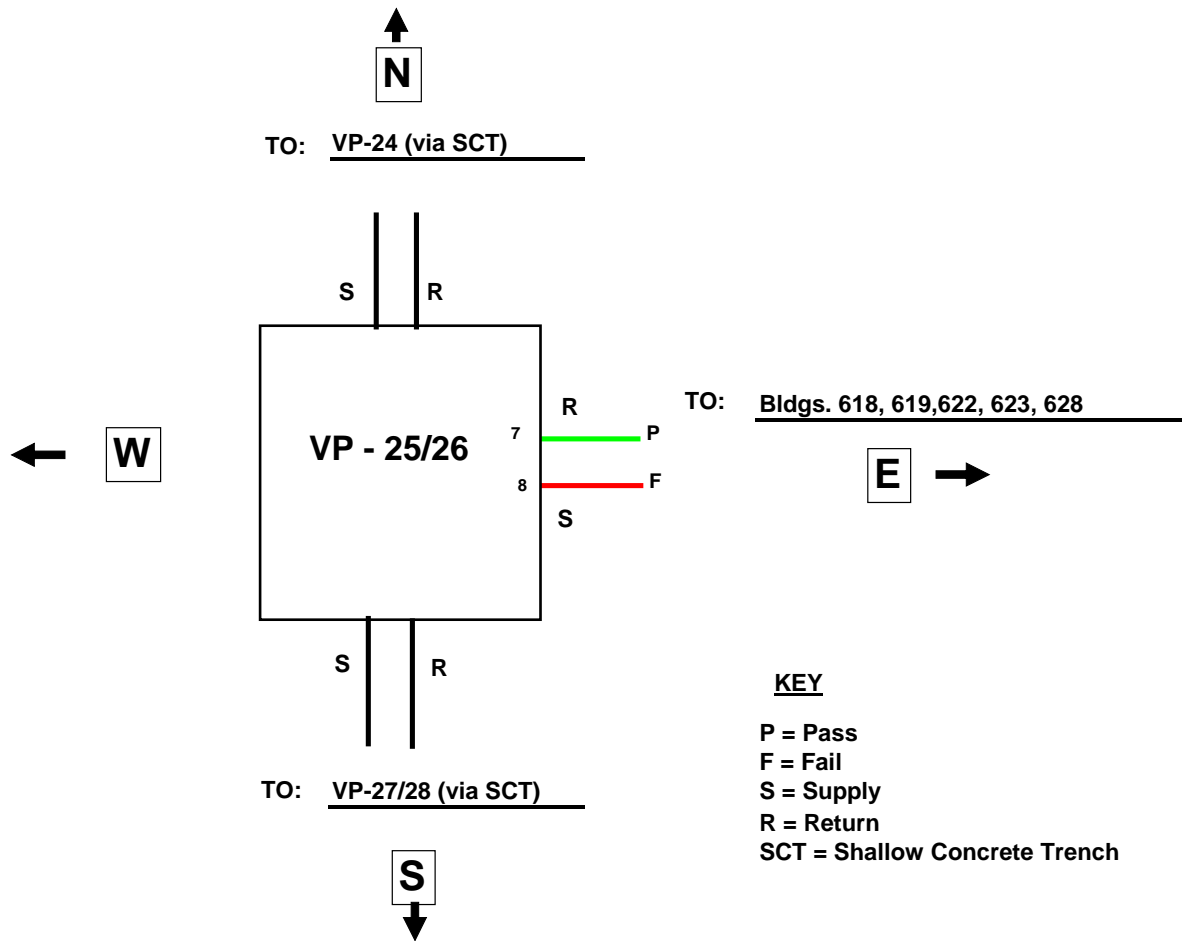 N
TO: VP-24 (via SCT)
S R
R
TO: Bldgs. 618, 619,622, 623, 628
7 P
W
VP - 25/26
E
8 F
S
S R
KEY
P = Pass
F = Fail
TO: VP-27/28 (via SCT)
S = Supply
R = Return
SCT = Shallow Concrete Trench
S